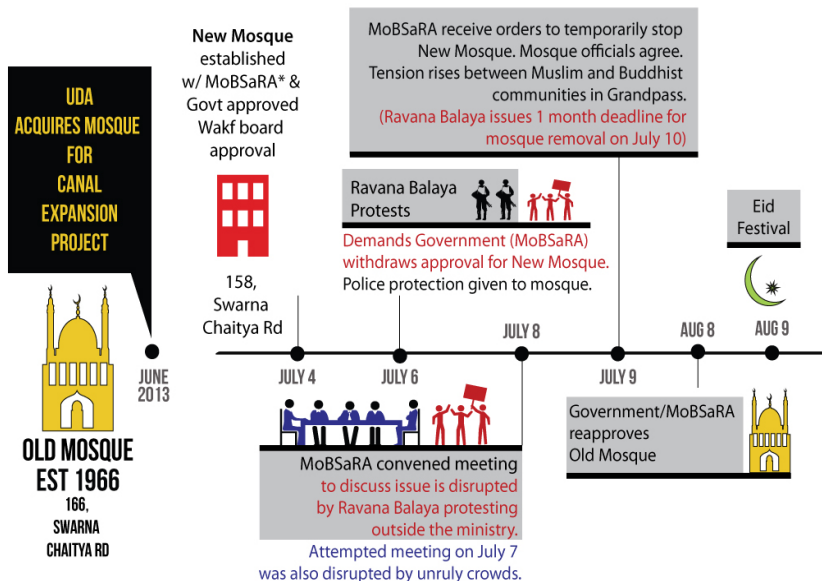 UDA
ACQUIRES MOSQUE
FOR
CANAL
EXPANSION
PROJECT
OLD MOSQUE
EST 1966
166,
SWARNA
CHAITYA RD
JUNE
2013
New Mosque
established
w/ MoBSaRA* &
Govt approved
Wakf board
approval
158,
Swarna
Chaitya Rd
JULY 4
Ravana Balaya
Protests
Demands Government (MoBSaRA)
withdraws approval for New Mosque.
Police protection given to mosque.
JULY 6
MoBSaRA convened meeting
to discuss issue is disrupted
by Ravana Balaya protesting
outside the ministry.
Attempted meeting on July 7
was also disrupted by unruly crowds.
JULY 8
MoBSaRA receive orders to temporarily stop
New Mosque. Mosque officials agree.
Tension rises between Muslim and Buddhist
communities in Grandpass.
(Ravana Balaya issues 1 month deadline for
mosque removal on July 10)
JULY 9
AUG 8
Government/MoBSaRA
reapproves
Old Mosque
Eid
Festival
AUG 9